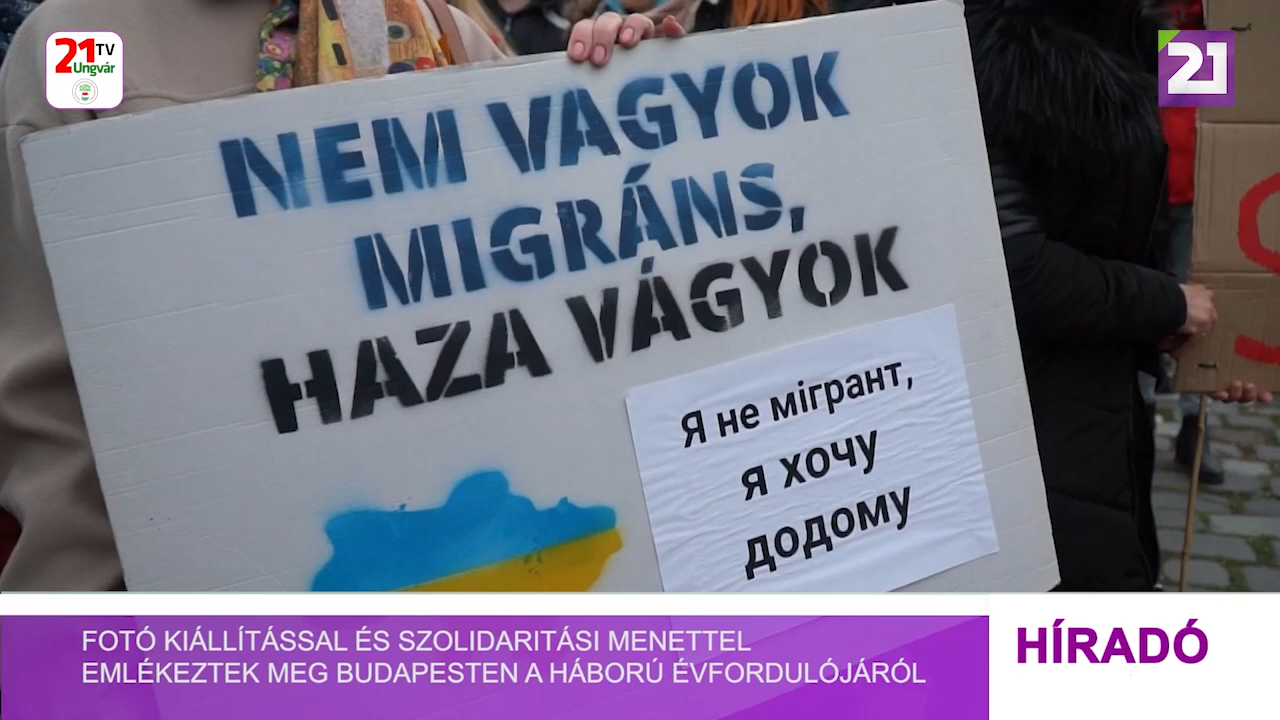 21 TV
Ungvár
21
NEM VAGYOK
MIGRÁNS,
HAZA VÁGYOK
Я не мігрант,
я хочу
додому
FOTÓ KIÁLLÍTÁSSAL ÉS SZOLIDARITÁSI MENETTEL
EMLÉKEZTEK MEG BUDAPESTEN A HÁBORÚ ÉVFORDULÓJÁRÓL
HÍRADÓ